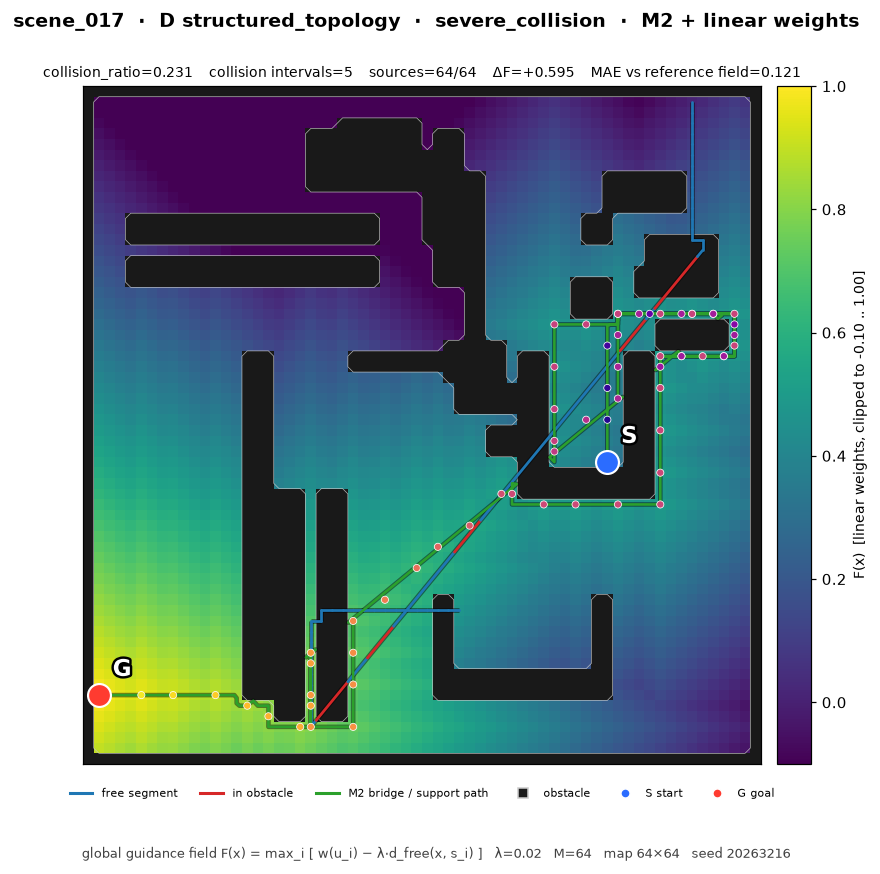 scene_017 · D structured_topology · severe_collision · M2 + linear weights
collision_ratio=0.231 collision intervals=5 sources=64/64 ΔF=+0.595 MAE vs reference field=0.121
1.0
0.8
0.6
0.4
0.2
0.0
F(x) [linear weights, clipped to -0.10 .. 1.00]
S
G
free segment
in obstacle
M2 bridge / support path
obstacle
S start
G goal
global guidance field F(x) = max_i [ w(u_i) − λ·d_free(x, s_i) ] λ=0.02 M=64 map 64×64 seed 20263216